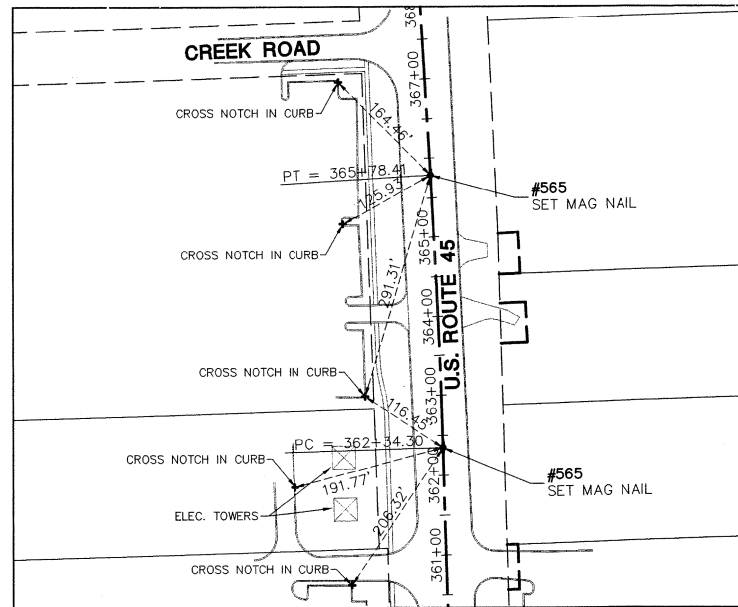 CREEK ROAD
368
367+00
CROSS NOTCH IN CURB
164.46'
PT = 365+78.41
125.93'
#565
SET MAG NAIL
365+00
CROSS NOTCH IN CURB
U.S. ROUTE 45
291.31'
364+00
CROSS NOTCH IN CURB
363+00
116.45'
PC = 362+34.30
CROSS NOTCH IN CURB
191.77'
362+00
#565
SET MAG NAIL
ELEC. TOWERS
206.32'
361+00
CROSS NOTCH IN CURB